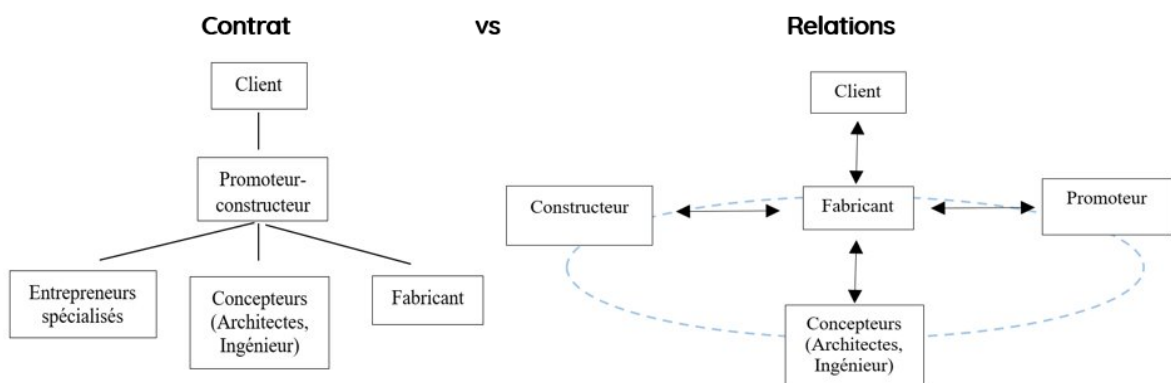 Contrat vs Relations
Client
Promoteur-
constructeur
Entrepreneurs
spécialisés
Concepteurs
(Architectes,
Ingénieur)
Fabricant
Client
Constructeur
Fabricant
Promoteur
Concepteurs
(Architectes,
Ingénieur)